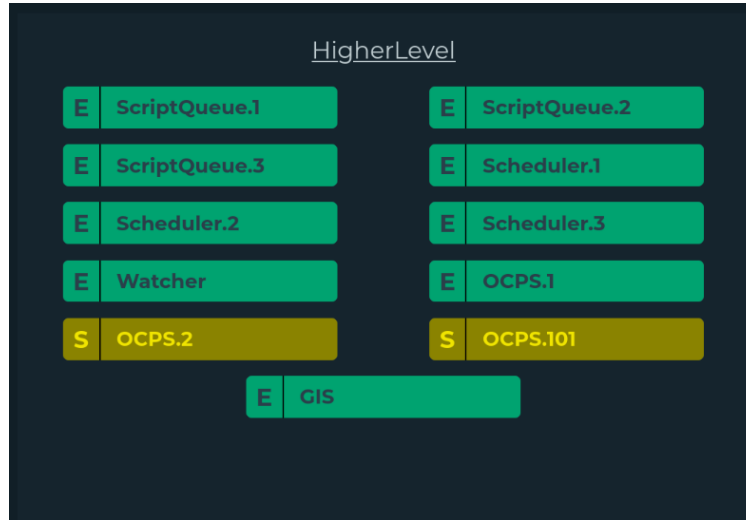 HigherLevel
E ScriptQueue.1
E ScriptQueue.2
E ScriptQueue.3
E Scheduler.1
E Scheduler.2
E Scheduler.3
E Watcher
E OCPS.1
S OCPS.2
S OCPS.101
E GIS